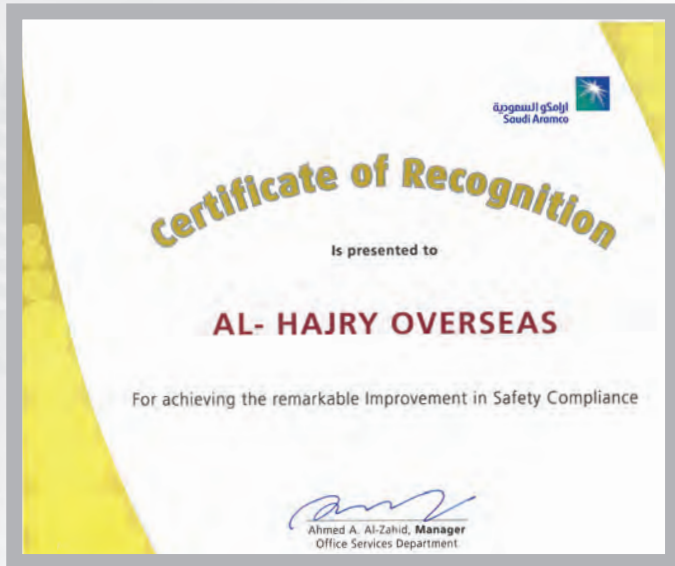 أرامكو السعودية
Saudi Aramco
Certificate of Recognition
Is presented to
AL- HAJRY OVERSEAS
For achieving the remarkable Improvement in Safety Compliance
Ahmed A. Al-Zahid, Manager
Office Services Department